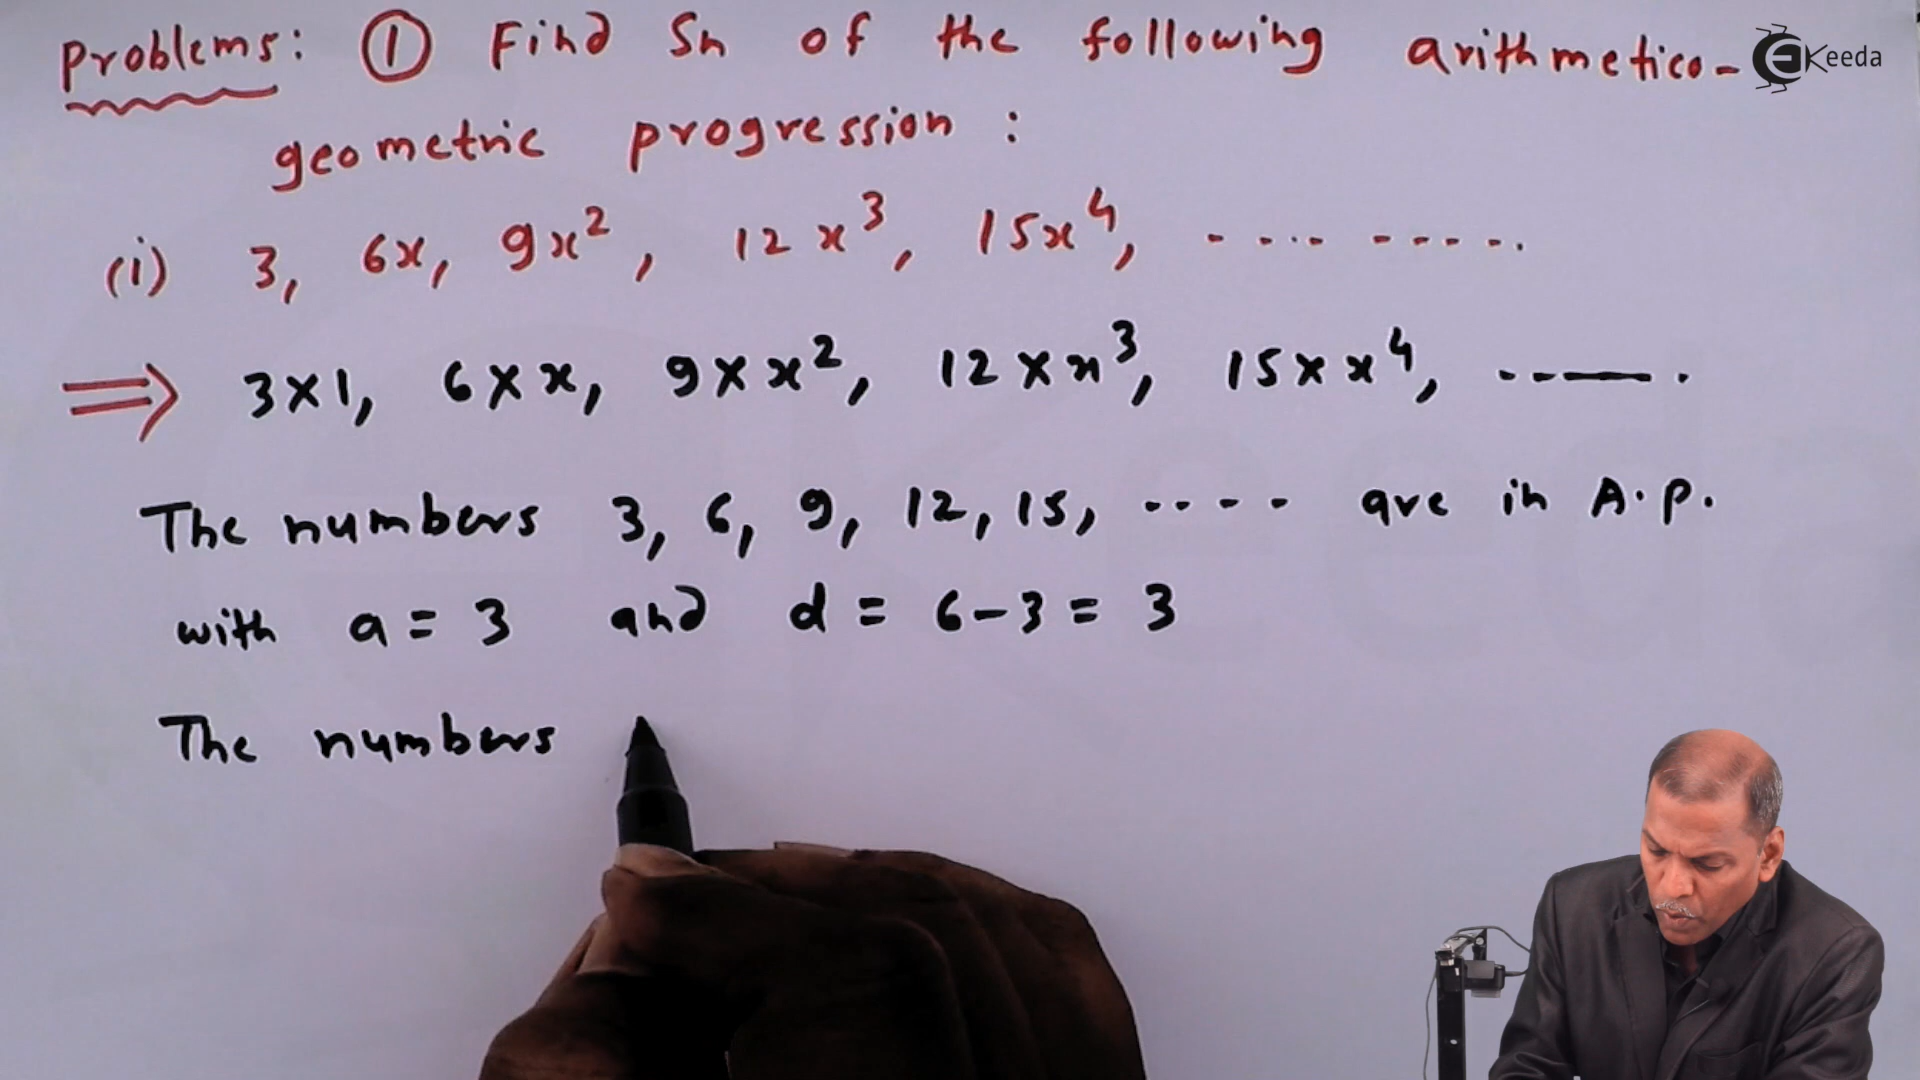 Problems: ① Find Sn of the following arithmetico-
Keeda
geometric progression :
(i) 3, 6x, 9x², 12x³, 15x⁴, ........
⇒ 3×1, 6×x, 9×x², 12×x³, 15×x⁴, ..——.
The numbers 3, 6, 9, 12, 15, .... are in A.P.
with a = 3 and d = 6-3 = 3
The numbers